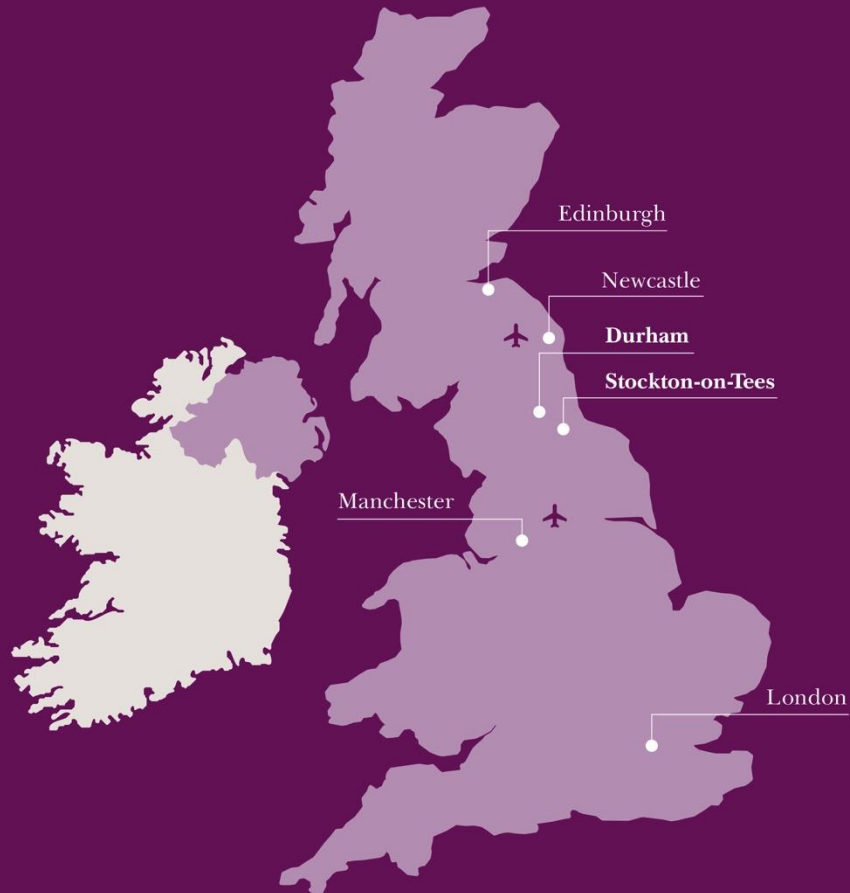 Edinburgh
Newcastle
Durham
Stockton-on-Tees
Manchester
London